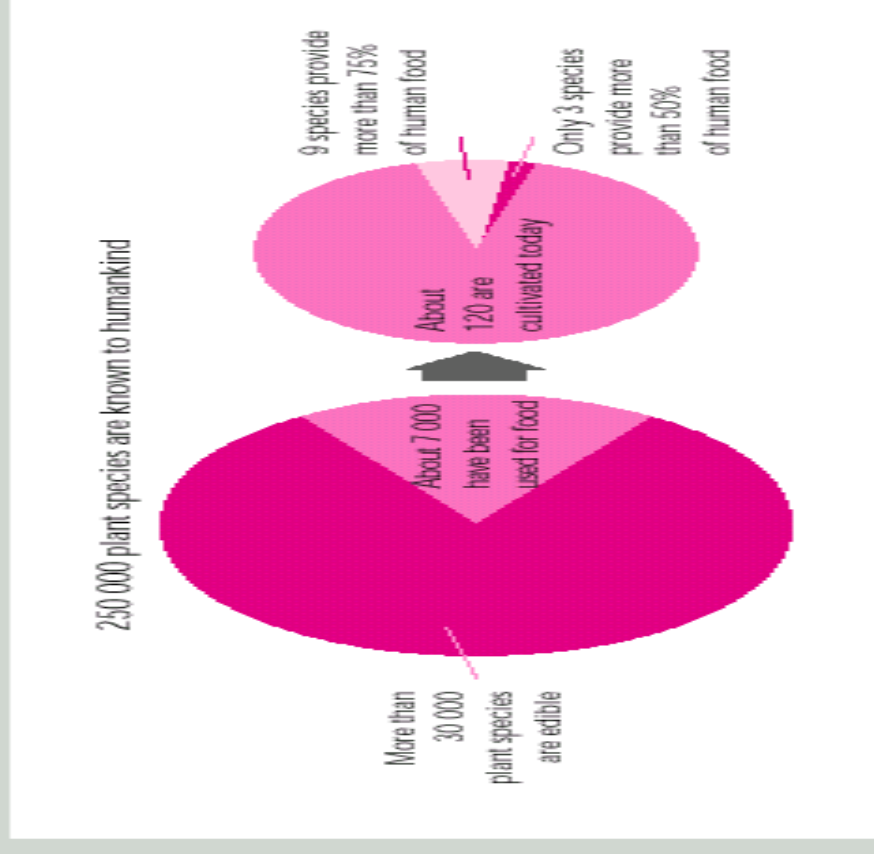 250 000 plant species are known to humankind
More than
30 000
plant species
are edible
About 7 000
have been
used for food
About
120 are
cultivated today
9 species provide
more than 75%
of human food
Only 3 species
provide more
than 50%
of human food